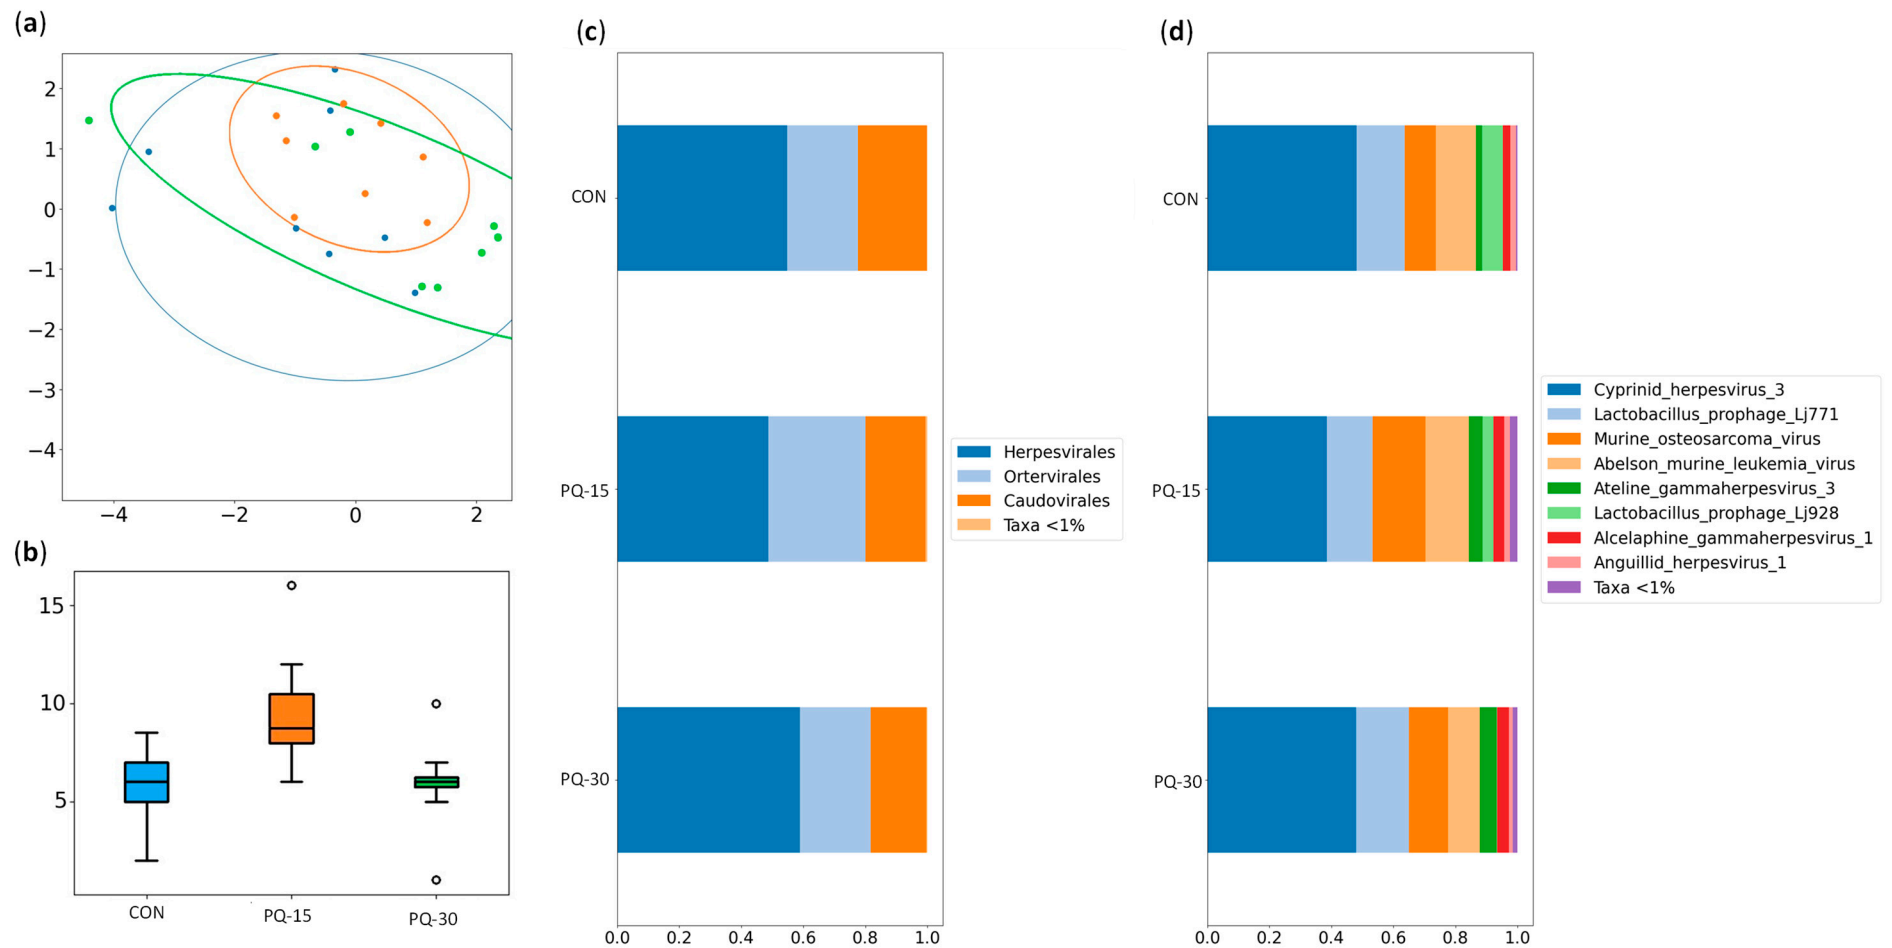 (a)
2
1
0
−1
−2
−3
−4
−4 −2 0 2
(b)
15
10
5
CON PQ-15 PQ-30
(c)
CON
PQ-15
PQ-30
0.0 0.2 0.4 0.6 0.8 1.0
Herpesvirales
Ortervirales
Caudovirales
Taxa <1%
(d)
CON
PQ-15
PQ-30
0.0 0.2 0.4 0.6 0.8 1.0
Cyprinid_herpesvirus_3
Lactobacillus_prophage_Lj771
Murine_osteosarcoma_virus
Abelson_murine_leukemia_virus
Ateline_gammaherpesvirus_3
Lactobacillus_prophage_Lj928
Alcelaphine_gammaherpesvirus_1
Anguillid_herpesvirus_1
Taxa <1%